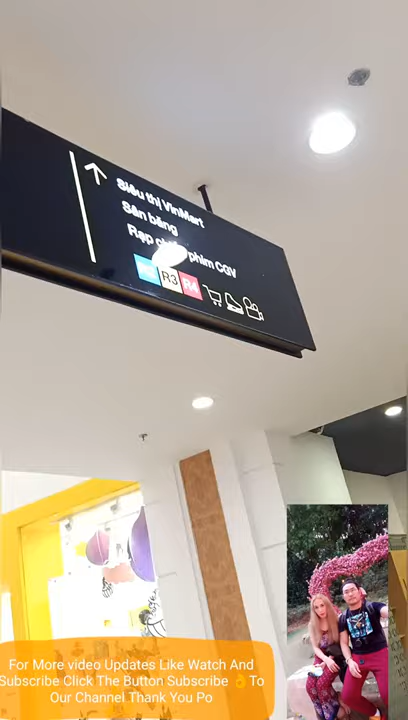 Siêu thị VinMart
Sân băng
Rạp chiếu phim CGV
R3 R4
For More video Updates Like Watch And
Subscribe Click The Button Subscribe 👌 To
Our Channel Thank You Po